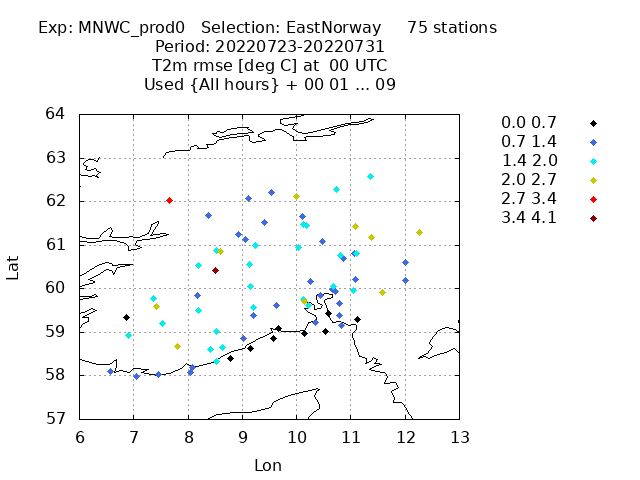 Exp: MNWC_prod0 Selection: EastNorway 75 stations
Period: 20220723-20220731
T2m rmse [deg C] at 00 UTC
Used {All hours} + 00 01 ... 09
64
63
62
61
60
59
58
57
Lat
6 7 8 9 10 11 12 13
Lon
0.0 0.7
0.7 1.4
1.4 2.0
2.0 2.7
2.7 3.4
3.4 4.1